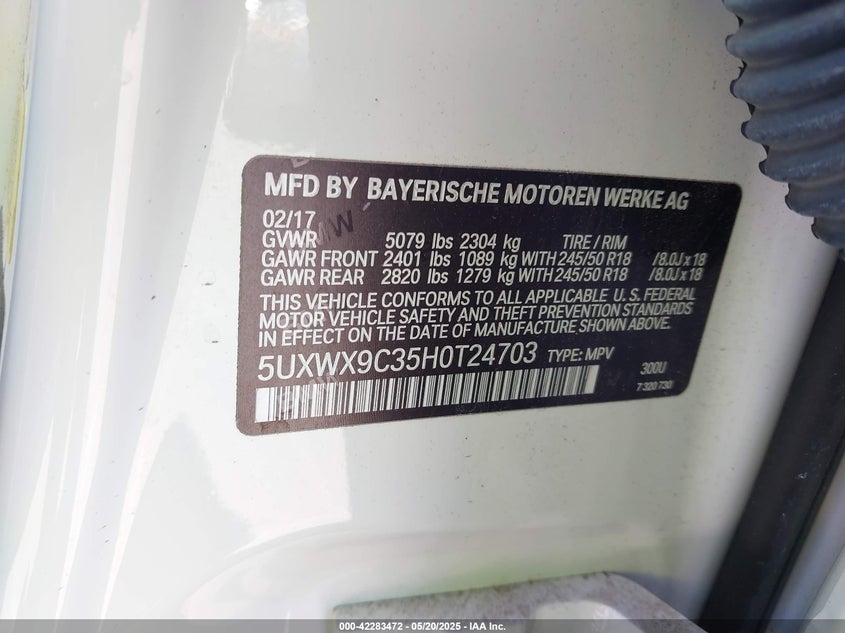 MFD BY BAYERISCHE MOTOREN WERKE AG
02/17
GVWR 5079 lbs 2304 kg TIRE / RIM
GAWR FRONT 2401 lbs 1089 kg WITH 245/50 R18 /8.0J x 18
GAWR REAR 2820 lbs 1279 kg WITH 245/50 R18 /8.0J x 18
THIS VEHICLE CONFORMS TO ALL APPLICABLE U. S. FEDERAL
MOTOR VEHICLE SAFETY AND THEFT PREVENTION STANDARDS
IN EFFECT ON THE DATE OF MANUFACTURE SHOWN ABOVE.
5UXWX9C35H0T24703 TYPE: MPV
300U
7 320 730
000-42283472 — 05/20/2025 — IAA Inc.